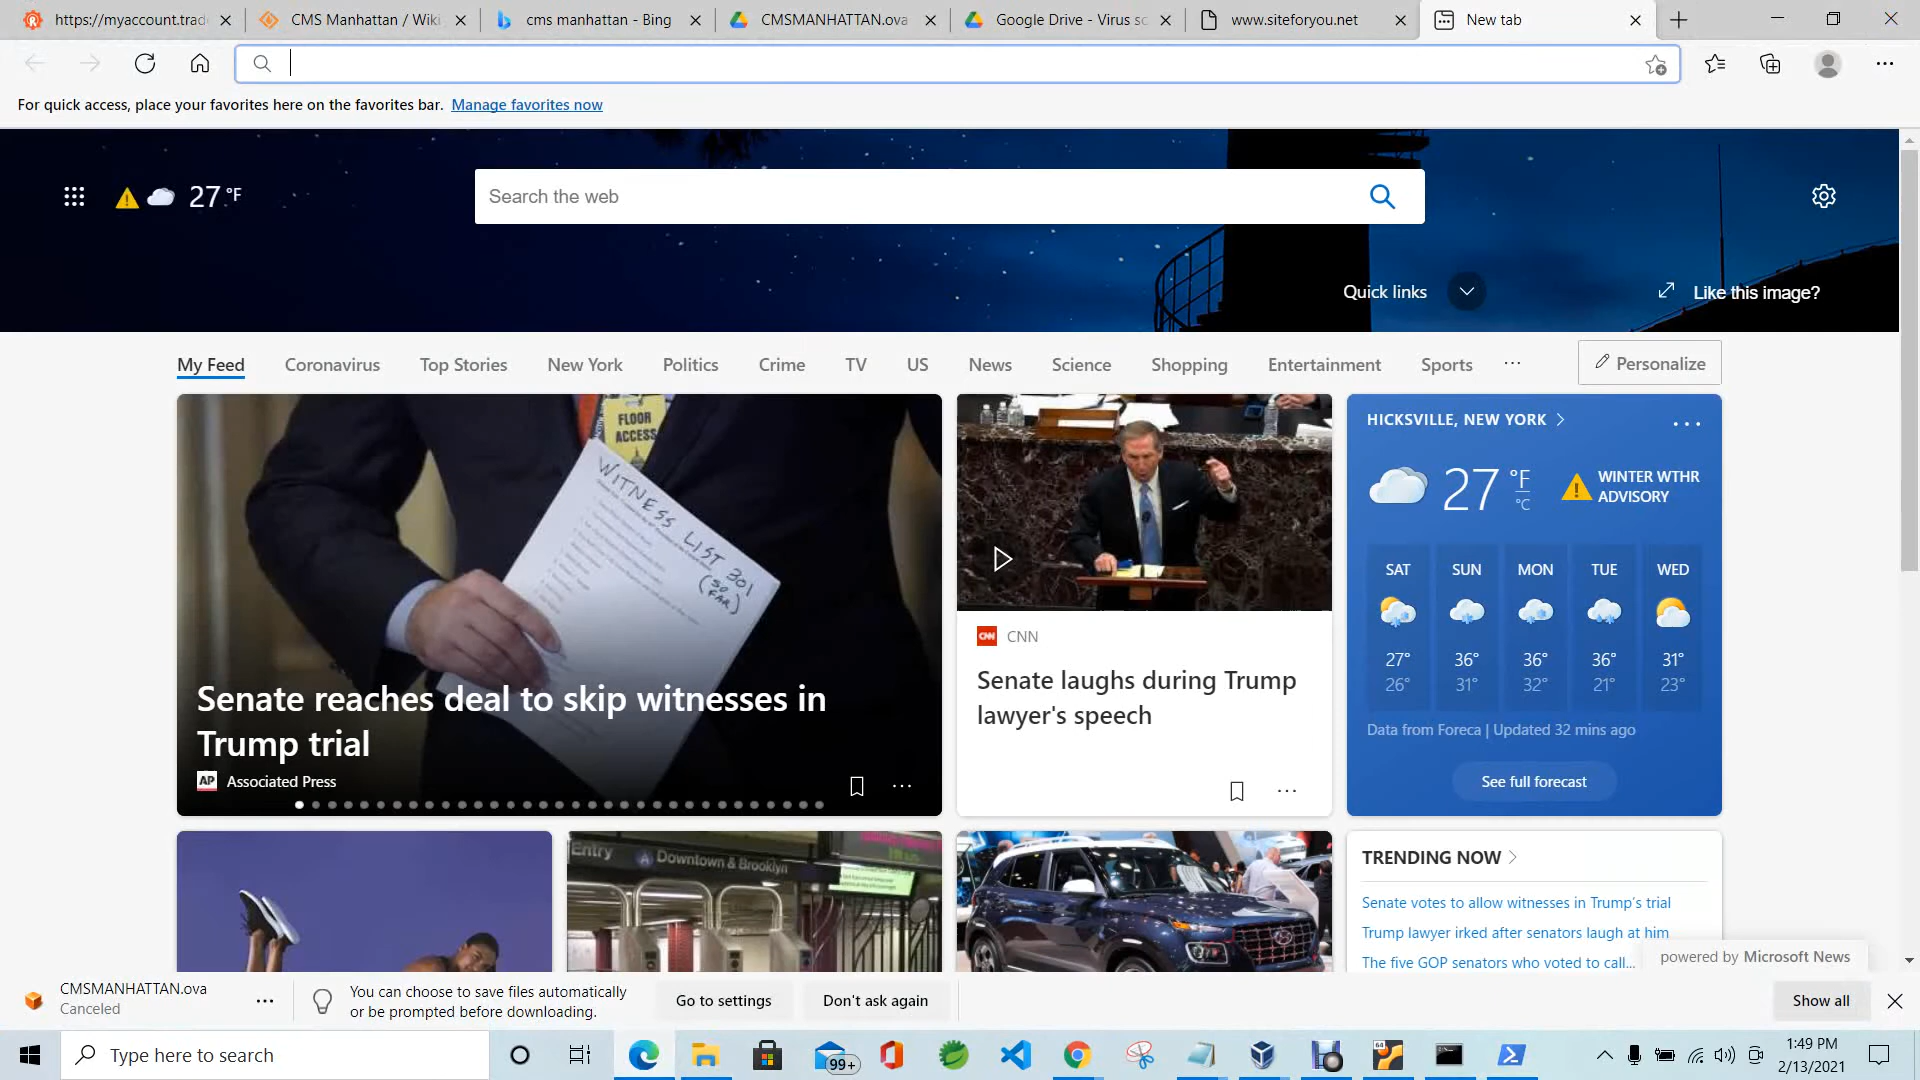 https://myaccount.trad
CMS Manhattan / Wiki
cms manhattan - Bing
CMSMANHATTAN.ova
Google Drive - Virus sc
www.siteforyou.net
New tab
For quick access, place your favorites here on the favorites bar. Manage favorites now
27 °F
Search the web
Quick links
Like this image?
My Feed
Coronavirus
Top Stories
New York
Politics
Crime
TV
US
News
Science
Shopping
Entertainment
Sports
Personalize
FLOOR
ACCESS
WITNESS LIST 301
(SO FAR)
Senate reaches deal to skip witnesses in
Trump trial
AP Associated Press
CNN CNN
Senate laughs during Trump
lawyer's speech
HICKSVILLE, NEW YORK
27 °F
°C
WINTER WTHR
ADVISORY
SAT SUN MON TUE WED
27° 36° 36° 36° 31°
26° 31° 32° 21° 23°
Data from Foreca | Updated 32 mins ago
See full forecast
Entry A Downtown & Brooklyn
TRENDING NOW
Senate votes to allow witnesses in Trump's trial
Trump lawyer irked after senators laugh at him
The five GOP senators who voted to call...
powered by Microsoft News
CMSMANHATTAN.ova
Canceled
You can choose to save files automatically
or be prompted before downloading.
Go to settings
Don't ask again
Show all
Type here to search
99+
1:49 PM
2/13/2021